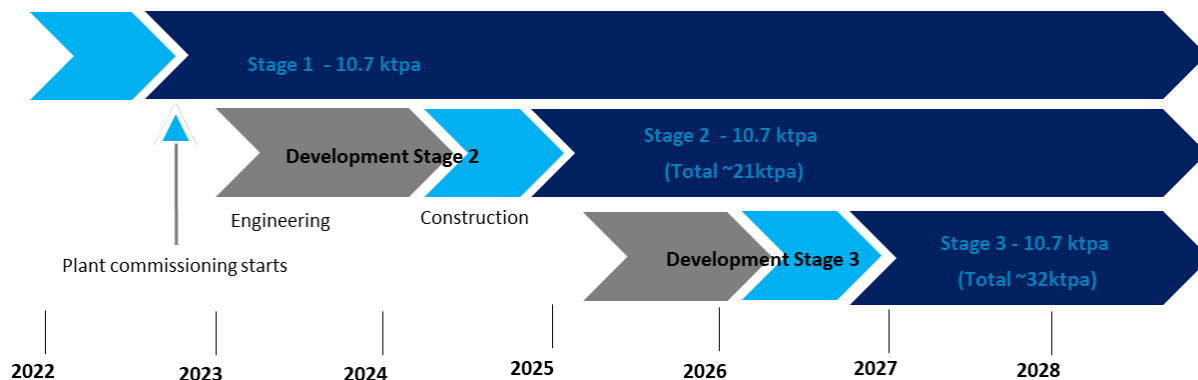 Stage 1 - 10.7 ktpa
Development Stage 2
Stage 2 - 10.7 ktpa
(Total ~21ktpa)
Engineering
Construction
Plant commissioning starts
Development Stage 3
Stage 3 - 10.7 ktpa
(Total ~32ktpa)
2022
2023
2024
2025
2026
2027
2028